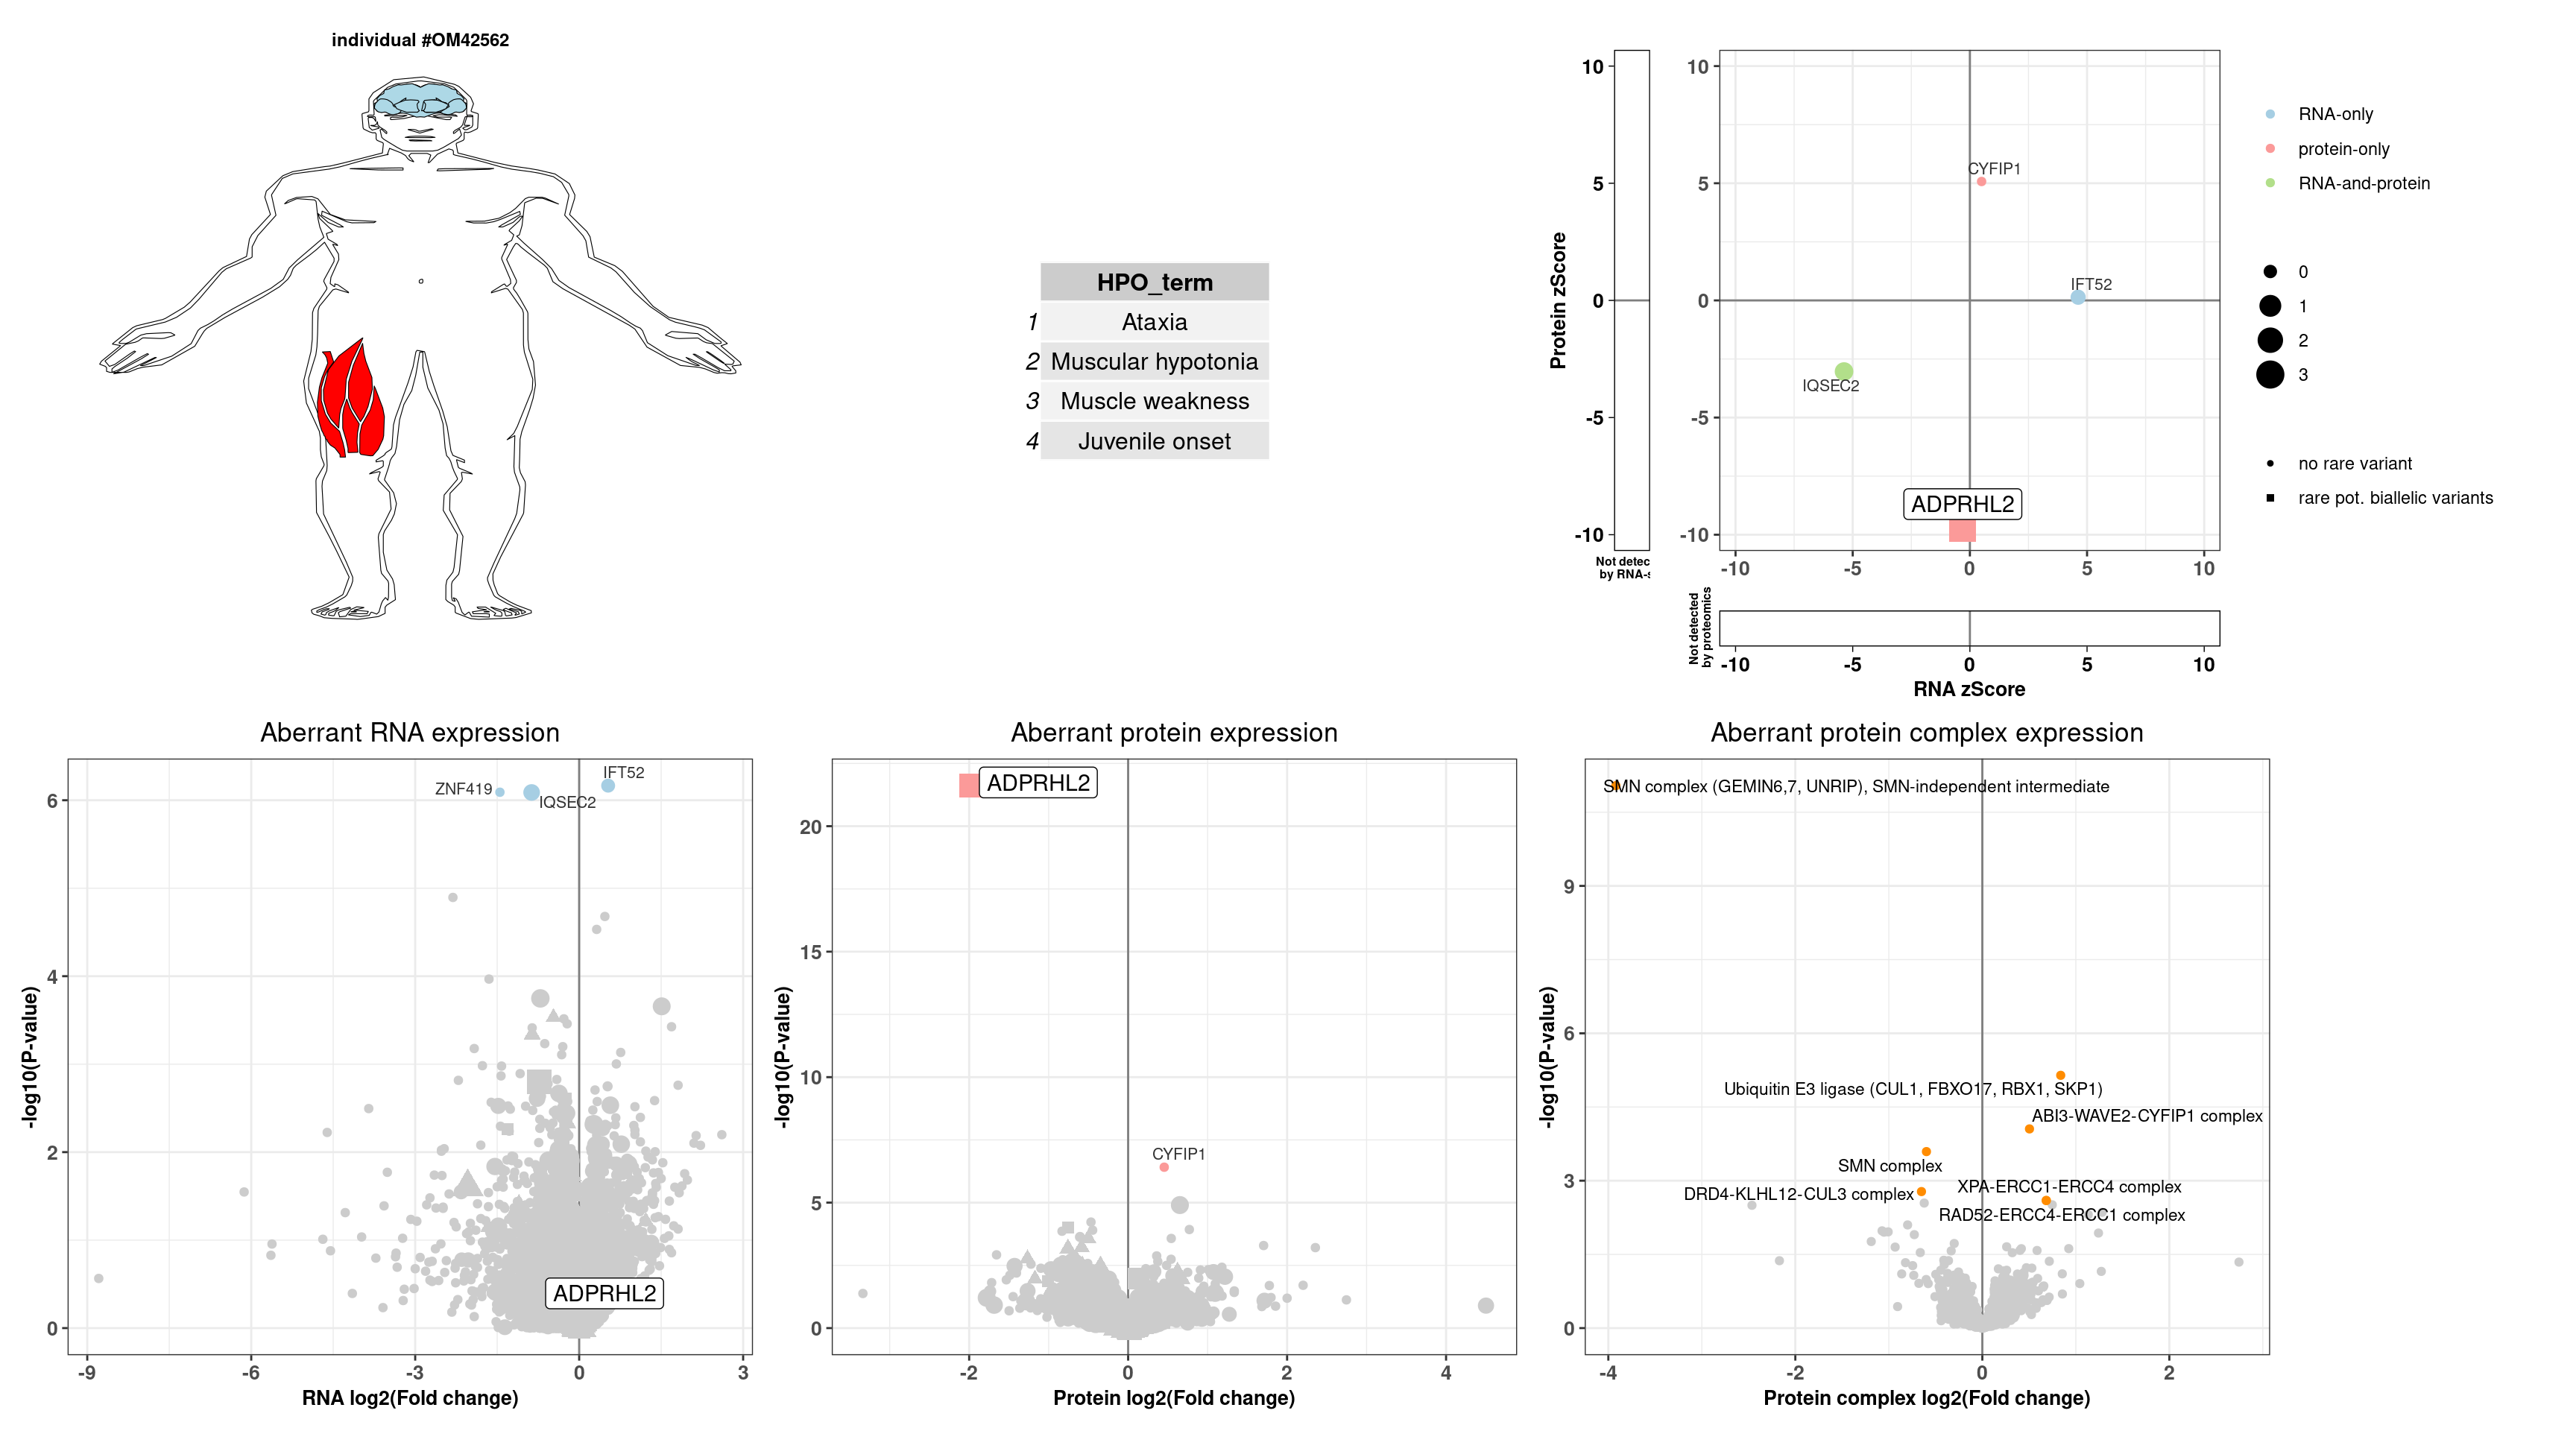 individual #OM42562
HPO_term
1 Ataxia
2 Muscular hypotonia
3 Muscle weakness
4 Juvenile onset
Protein zScore
10
5
0
-5
-10
Not detec
by RNA-s
10
5
0
-5
-10
CYFIP1
IFT52
IQSEC2
ADPRHL2
-10 -5 0 5 10
Not detected
by proteomics
-10 -5 0 5 10
RNA zScore
RNA-only
protein-only
RNA-and-protein
0
1
2
3
no rare variant
rare pot. biallelic variants
Aberrant RNA expression
-log10(P-value)
6
4
2
0
ZNF419
IQSEC2
IFT52
ADPRHL2
-9 -6 -3 0 3
RNA log2(Fold change)
Aberrant protein expression
-log10(P-value)
20
15
10
5
0
ADPRHL2
CYFIP1
-2 0 2 4
Protein log2(Fold change)
Aberrant protein complex expression
-log10(P-value)
9
6
3
0
SMN complex (GEMIN6,7, UNRIP), SMN-independent intermediate
Ubiquitin E3 ligase (CUL1, FBXO17, RBX1, SKP1)
ABI3-WAVE2-CYFIP1 complex
SMN complex
DRD4-KLHL12-CUL3 complex
XPA-ERCC1-ERCC4 complex
RAD52-ERCC4-ERCC1 complex
-4 -2 0 2
Protein complex log2(Fold change)